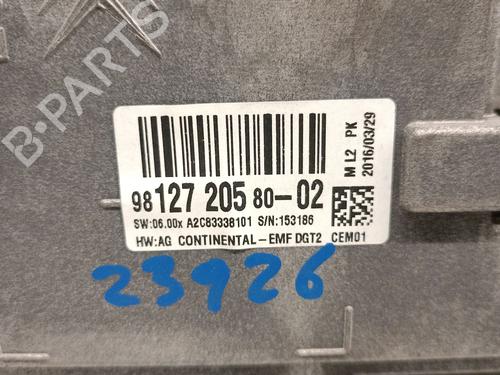 B-PARTS
98 127 205 80-02
SW:06.00x A2C83338101 S/N:153186
HW:AG CONTINENTAL-EMF DGT2 CEM01
M L2 PK
2016/03/29
23926